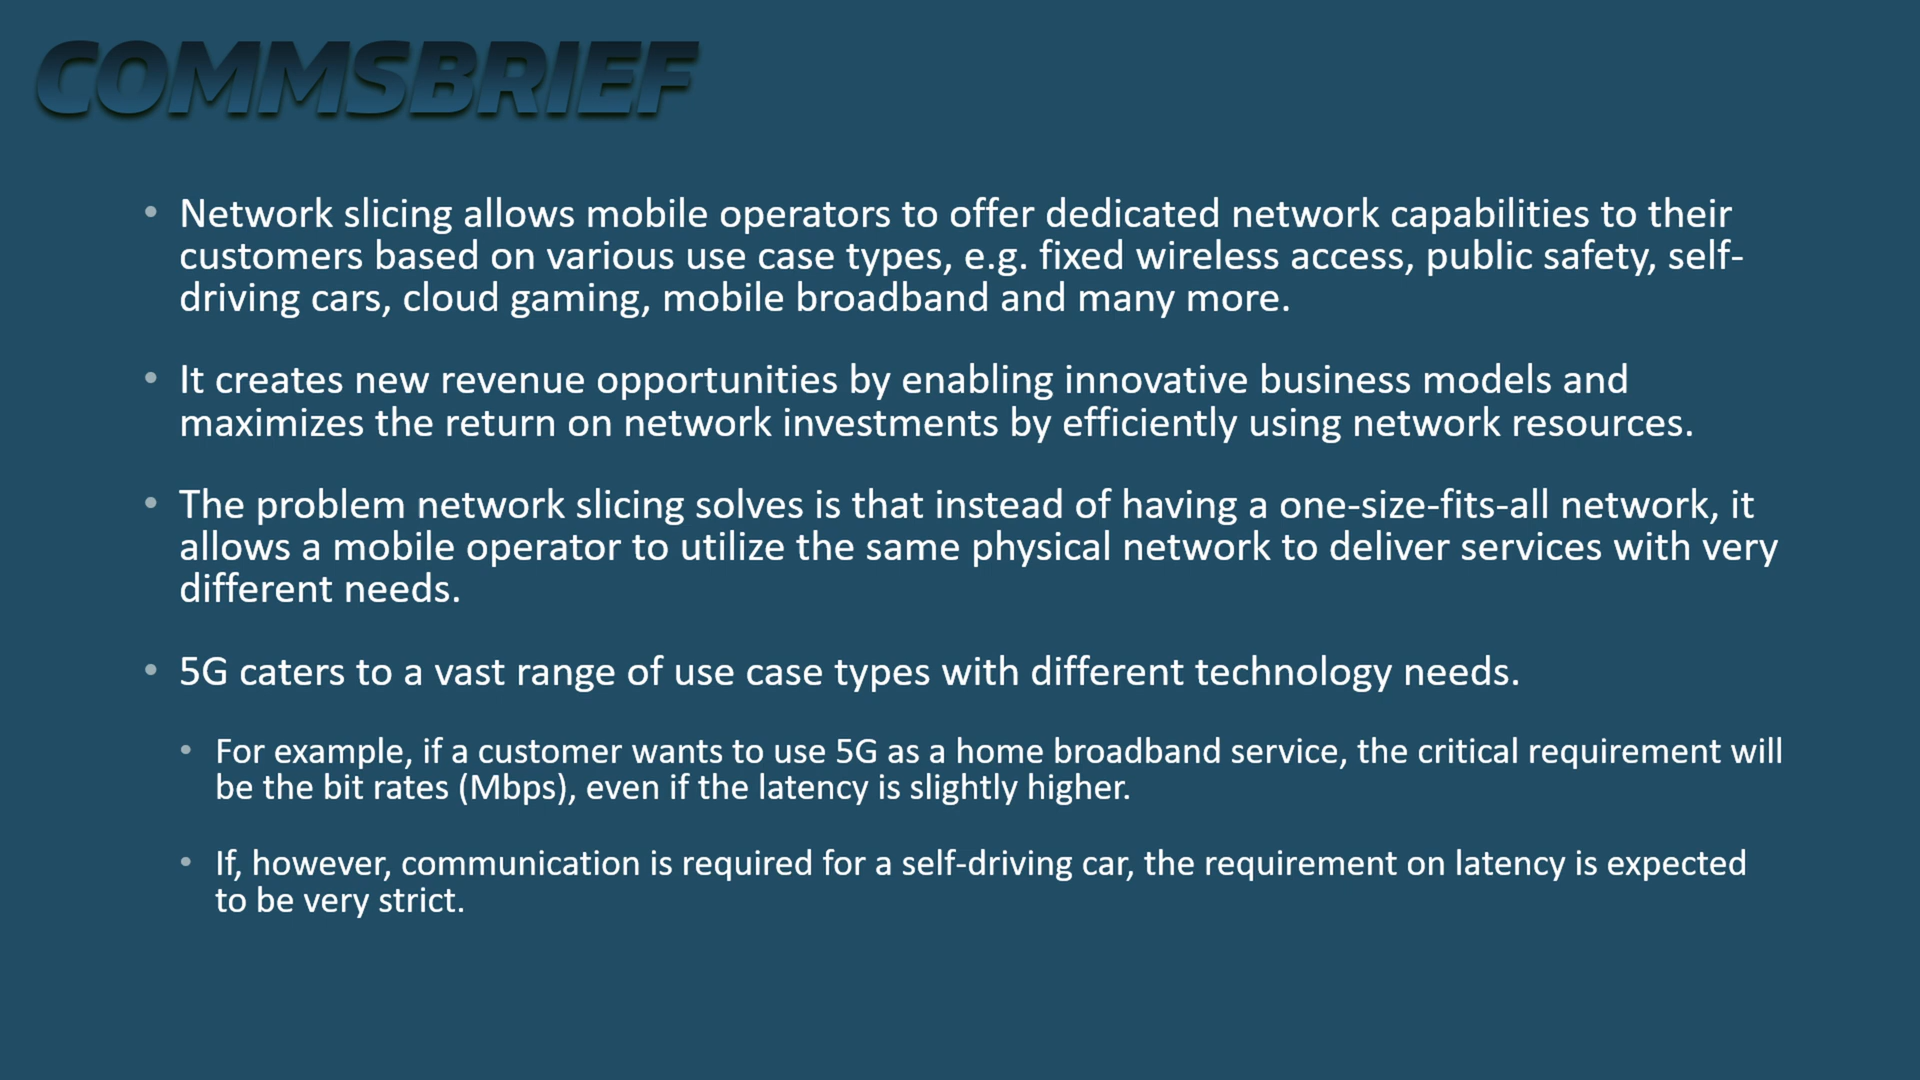 COMMSBRIEF
• Network slicing allows mobile operators to offer dedicated network capabilities to their
customers based on various use case types, e.g. fixed wireless access, public safety, self-
driving cars, cloud gaming, mobile broadband and many more.
• It creates new revenue opportunities by enabling innovative business models and
maximizes the return on network investments by efficiently using network resources.
• The problem network slicing solves is that instead of having a one-size-fits-all network, it
allows a mobile operator to utilize the same physical network to deliver services with very
different needs.
• 5G caters to a vast range of use case types with different technology needs.
• For example, if a customer wants to use 5G as a home broadband service, the critical requirement will
be the bit rates (Mbps), even if the latency is slightly higher.
• If, however, communication is required for a self-driving car, the requirement on latency is expected
to be very strict.